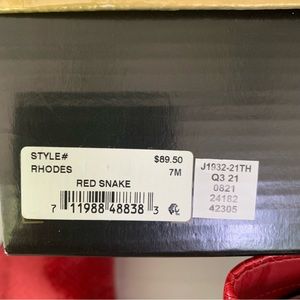 STYLE# $89.50
RHODES 7M
RED SNAKE
7 11988 48838 3
J1932-21TH
Q3 21
0821
24182
42305